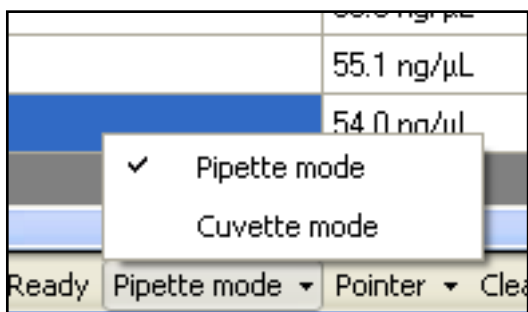 55.1 ng/µL
54.0 ng/µL
Pipette mode
Cuvette mode
Ready Pipette mode Pointer